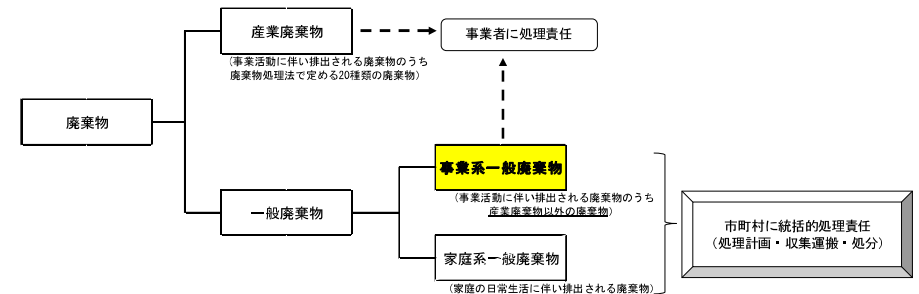 産業廃棄物
事業者に処理責任
(事業活動に伴い排出される廃棄物のうち
廃棄物処理法で定める20種類の廃棄物)
廃棄物
事業系一般廃棄物
(事業活動に伴い排出される廃棄物のうち
産業廃棄物以外の廃棄物)
一般廃棄物
市町村に統括的処理責任
(処理計画・収集運搬・処分)
家庭系一般廃棄物
(家庭の日常生活に伴い排出される廃棄物)